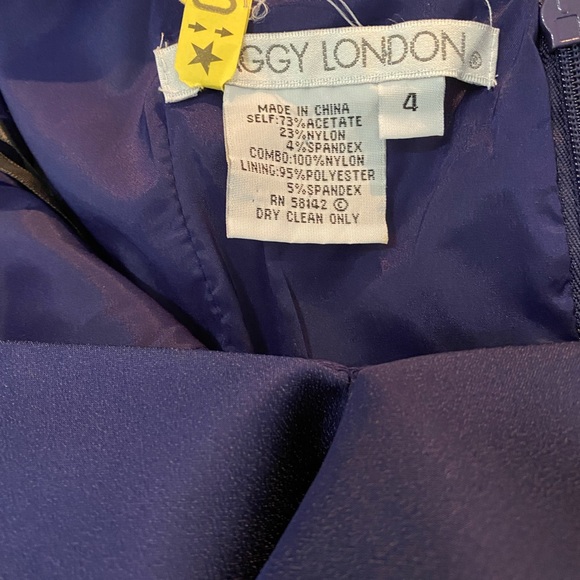 AGGY LONDON ®
4
MADE IN CHINA
SELF:73%ACETATE
23%NYLON
4%SPANDEX
COMBO:100%NYLON
LINING:95%POLYESTER
5%SPANDEX
RN 58142 ©
DRY CLEAN ONLY